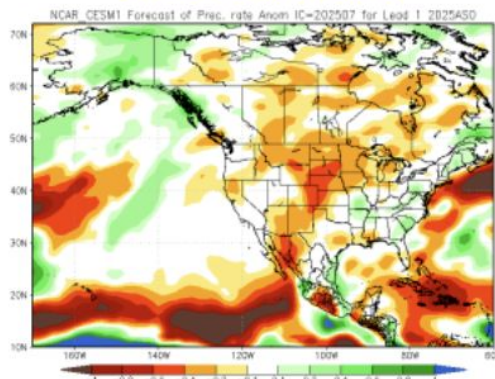 NCAR_CESM1 Forecast of Prec. rate Anom IC=202507 for Lead 1 2025ASO
70N
60N
50N
40N
30N
20N
10N
160W 140W 120W 100W 80W